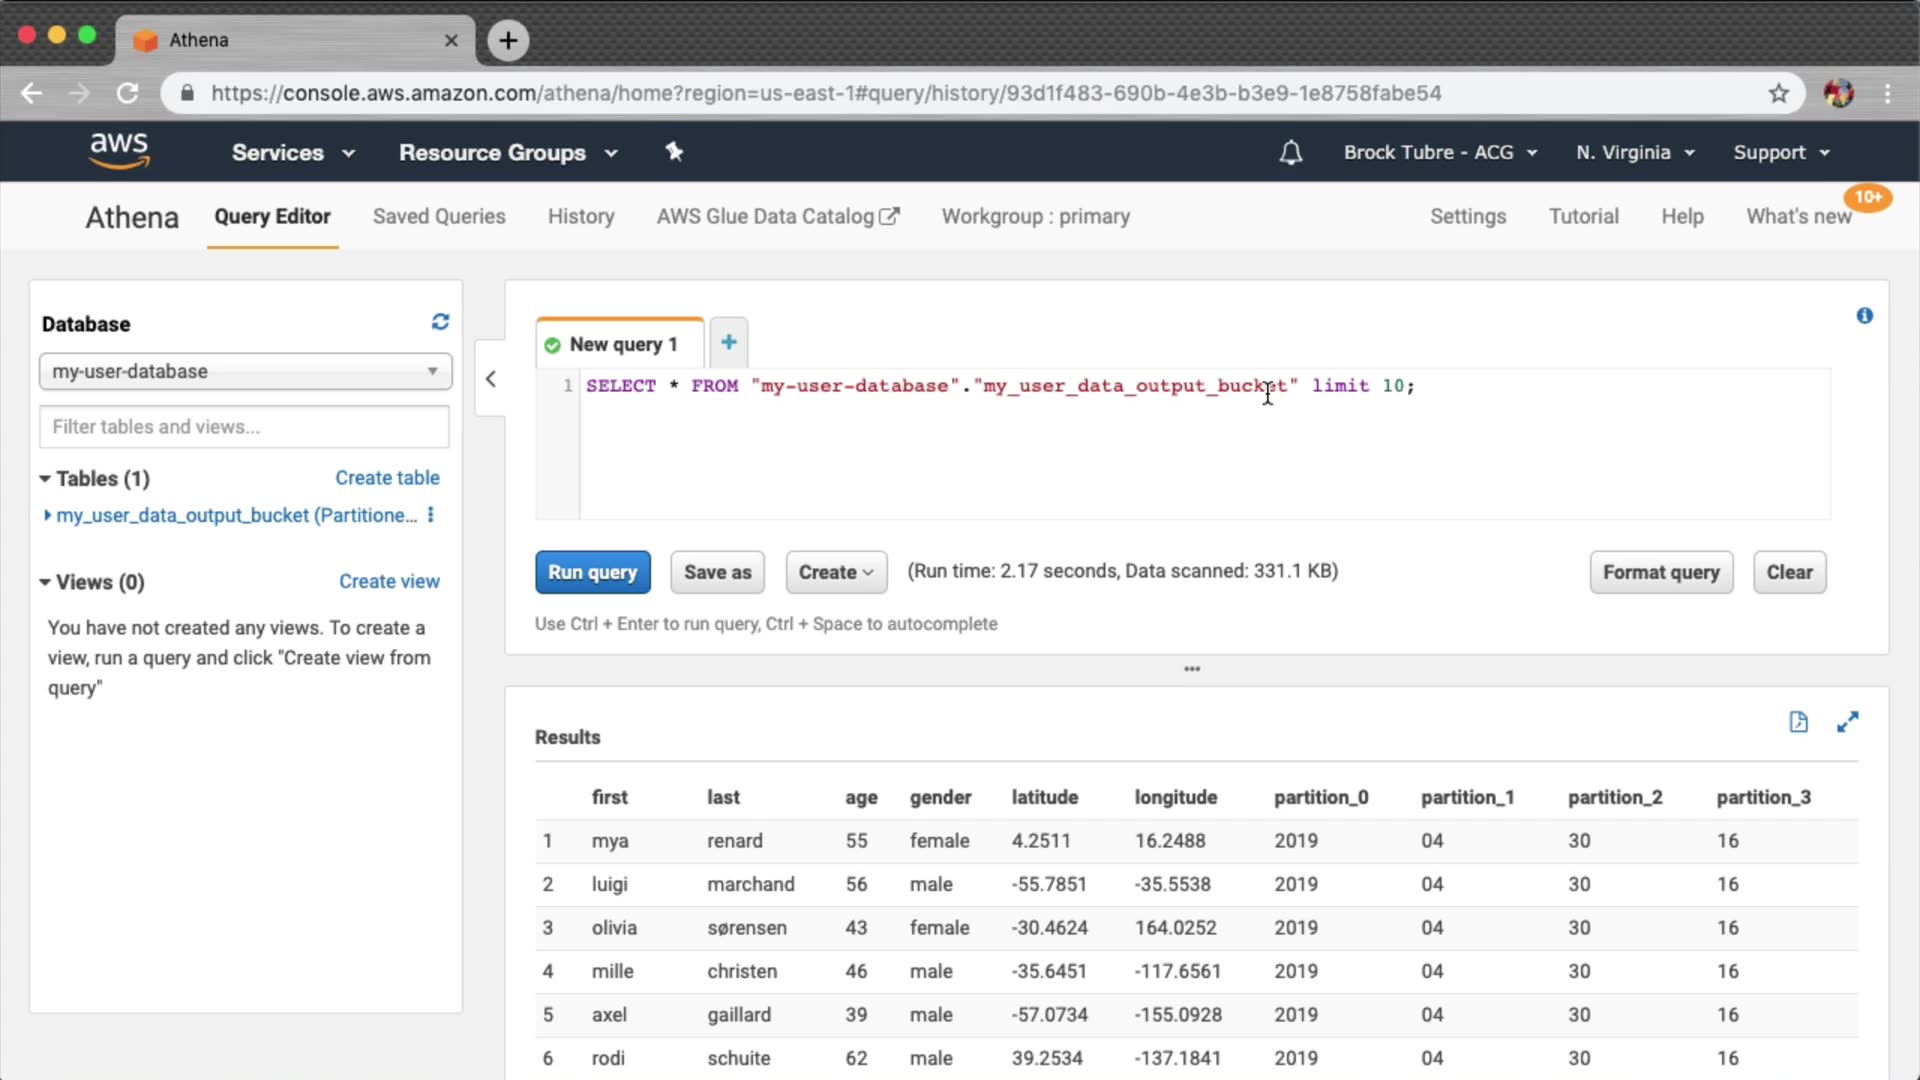 Athena
https://console.aws.amazon.com/athena/home?region=us-east-1#query/history/93d1f483-690b-4e3b-b3e9-1e8758fabe54
aws Services Resource Groups Brock Tubre - ACG N. Virginia Support
Athena Query Editor Saved Queries History AWS Glue Data Catalog Workgroup : primary Settings Tutorial Help What's new 10+
Database
my-user-database
Filter tables and views...
Tables (1) Create table
my_user_data_output_bucket (Partitione...
Views (0) Create view
You have not created any views. To create a
view, run a query and click "Create view from
query"
New query 1
1 SELECT * FROM "my-user-database"."my_user_data_output_bucket" limit 10;
Run query Save as Create (Run time: 2.17 seconds, Data scanned: 331.1 KB) Format query Clear
Use Ctrl + Enter to run query, Ctrl + Space to autocomplete
Results
first last age gender latitude longitude partition_0 partition_1 partition_2 partition_3
1 mya renard 55 female 4.2511 16.2488 2019 04 30 16
2 luigi marchand 56 male -55.7851 -35.5538 2019 04 30 16
3 olivia sørensen 43 female -30.4624 164.0252 2019 04 30 16
4 mille christen 46 male -35.6451 -117.6561 2019 04 30 16
5 axel gaillard 39 male -57.0734 -155.0928 2019 04 30 16
6 rodi schuite 62 male 39.2534 -137.1841 2019 04 30 16